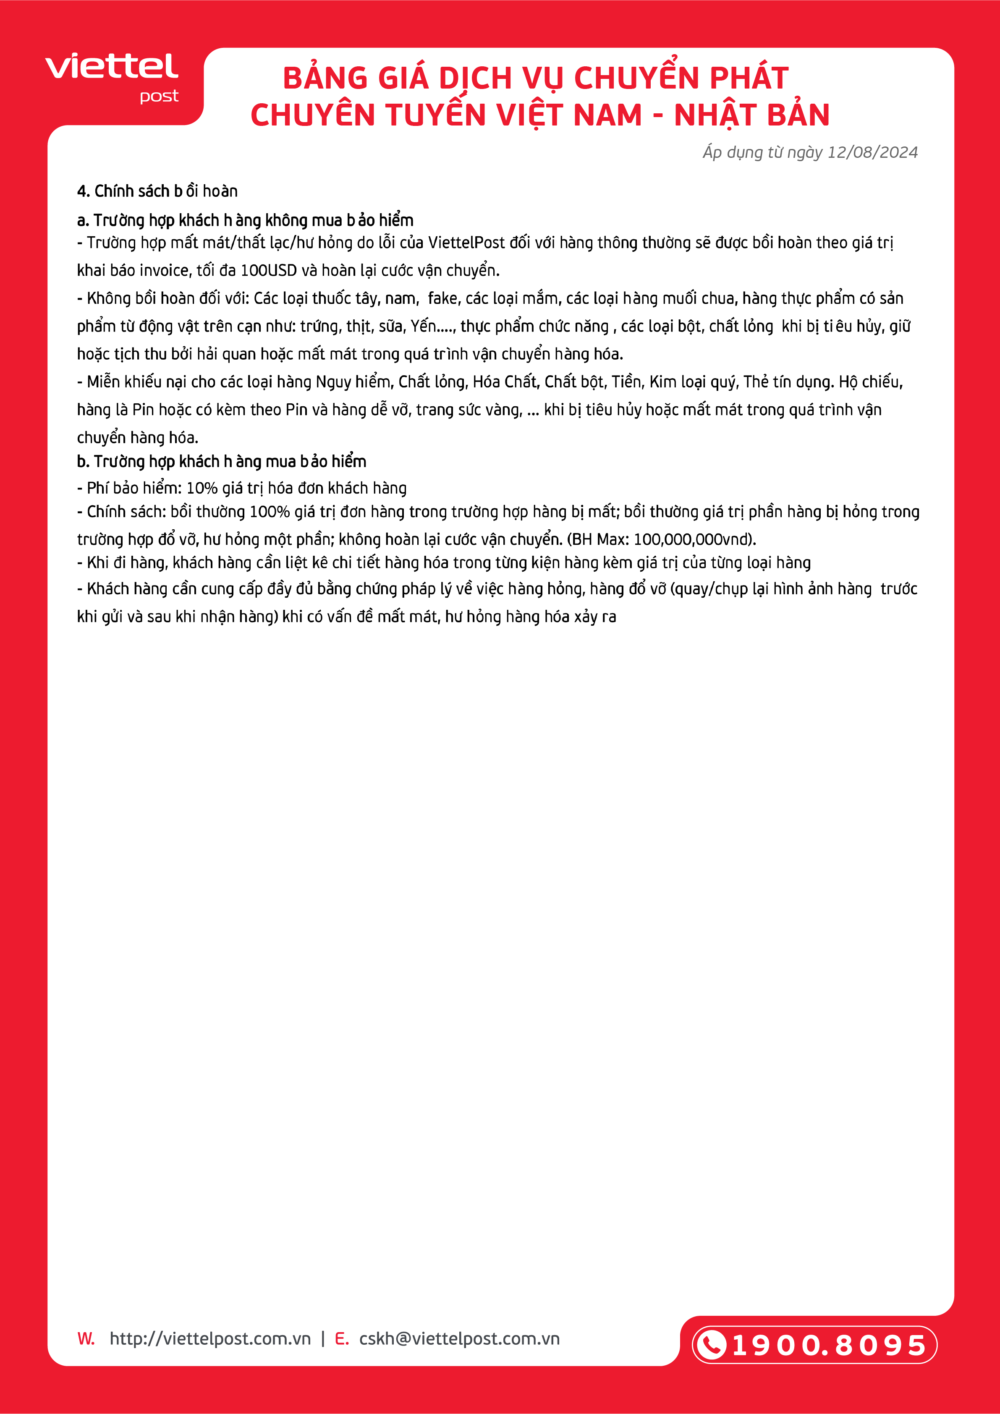 viettel
post
BẢNG GIÁ DỊCH VỤ CHUYỂN PHÁT
CHUYÊN TUYẾN VIỆT NAM - NHẬT BẢN
Áp dụng từ ngày 12/08/2024
4. Chính sách bồi hoàn
a. Trường hợp khách hàng không mua bảo hiểm
- Trường hợp mất mát/thất lạc/hư hỏng do lỗi của ViettelPost đối với hàng thông thường sẽ được bồi hoàn theo giá trị
khai báo invoice, tối đa 100USD và hoàn lại cước vận chuyển.
- Không bồi hoàn đối với: Các loại thuốc tây, nam, fake, các loại mắm, các loại hàng muối chua, hàng thực phẩm có sản
phẩm từ động vật trên cạn như: trứng, thịt, sữa, Yến...., thực phẩm chức năng , các loại bột, chất lỏng khi bị tiêu hủy, giữ
hoặc tịch thu bởi hải quan hoặc mất mát trong quá trình vận chuyển hàng hóa.
- Miễn khiếu nại cho các loại hàng Nguy hiểm, Chất lỏng, Hóa Chất, Chất bột, Tiền, Kim loại quý, Thẻ tín dụng. Hộ chiếu,
hàng là Pin hoặc có kèm theo Pin và hàng dễ vỡ, trang sức vàng, ... khi bị tiêu hủy hoặc mất mát trong quá trình vận
chuyển hàng hóa.
b. Trường hợp khách hàng mua bảo hiểm
- Phí bảo hiểm: 10% giá trị hóa đơn khách hàng
- Chính sách: bồi thường 100% giá trị đơn hàng trong trường hợp hàng bị mất; bồi thường giá trị phần hàng bị hỏng trong
trường hợp đổ vỡ, hư hỏng một phần; không hoàn lại cước vận chuyển. (BH Max: 100,000,000vnd).
- Khi đi hàng, khách hàng cần liệt kê chi tiết hàng hóa trong từng kiện hàng kèm giá trị của từng loại hàng
- Khách hàng cần cung cấp đầy đủ bằng chứng pháp lý về việc hàng hỏng, hàng đổ vỡ (quay/chụp lại hình ảnh hàng trước
khi gửi và sau khi nhận hàng) khi có vấn đề mất mát, hư hỏng hàng hóa xảy ra
W. http://viettelpost.com.vn | E. cskh@viettelpost.com.vn
1900.8095